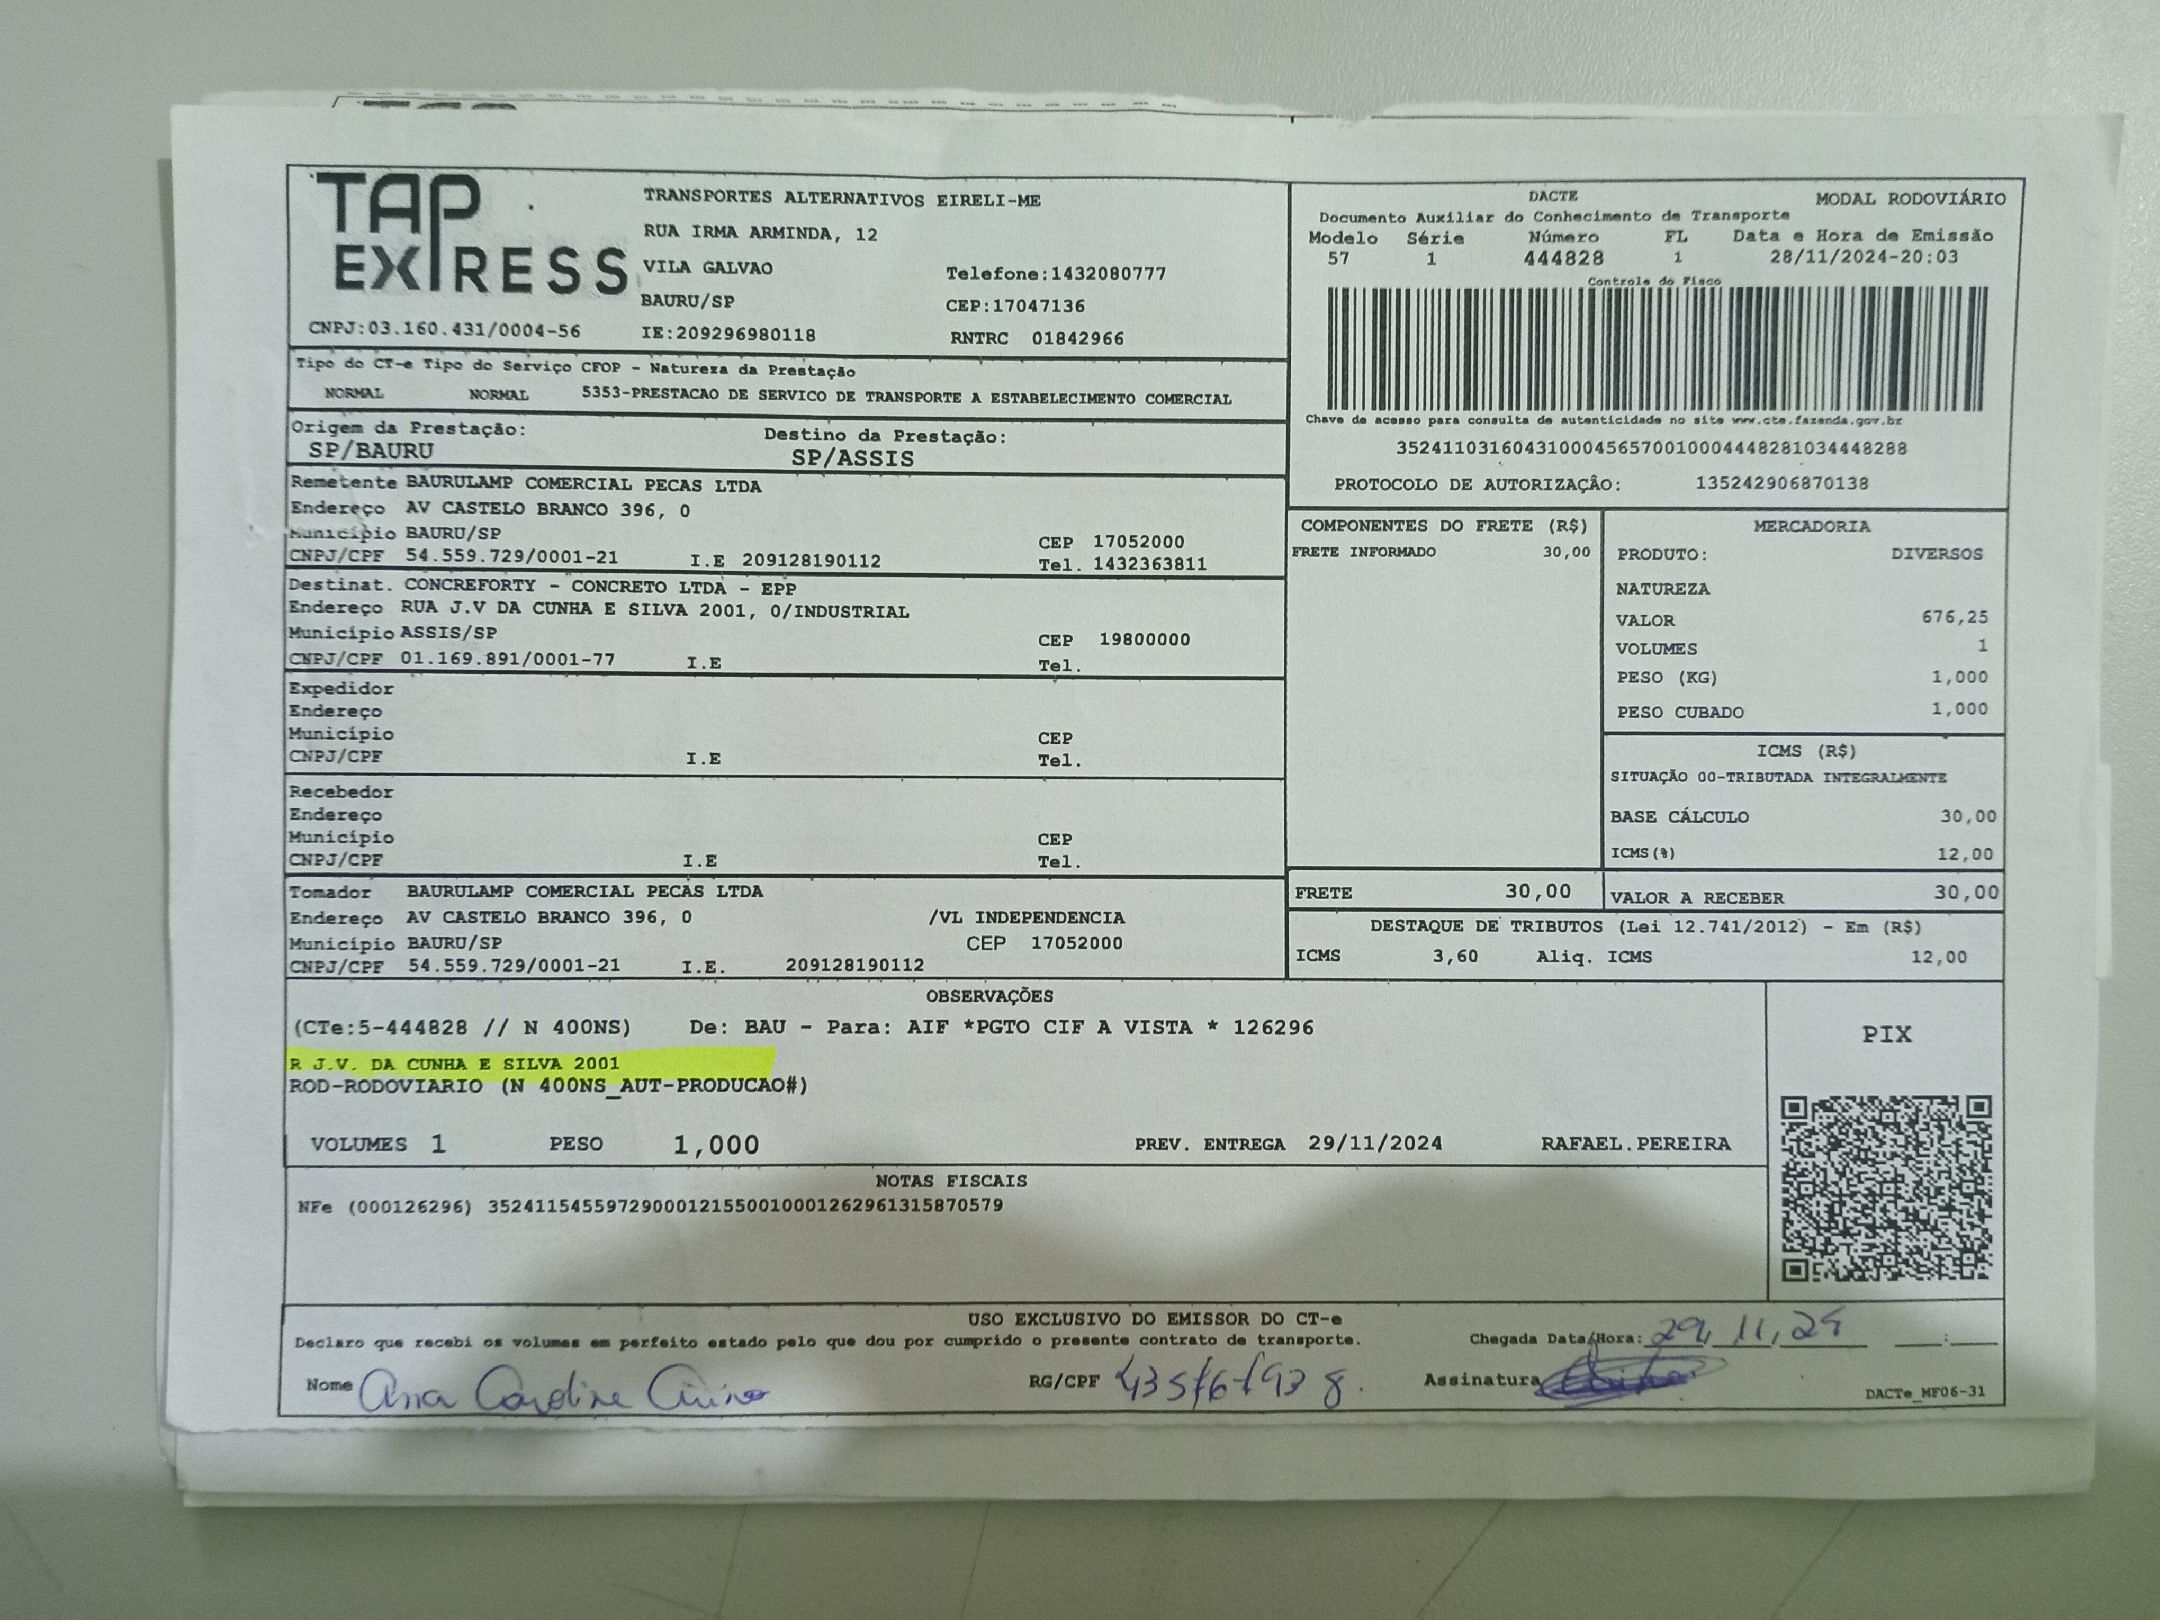 TAP EXPRESS
TRANSPORTES ALTERNATIVOS EIRELI-ME
RUA IRMA ARMINDA, 12
VILA GALVAO Telefone:1432080777
BAURU/SP CEP:17047136
CNPJ:03.160.431/0004-56 IE:209296980118 RNTRC 01842966
DACTE MODAL RODOVIÁRIO
Documento Auxiliar do Conhecimento de Transporte
Modelo Série Número FL Data e Hora de Emissão
57 1 444828 1 28/11/2024-20:03
Controle do Fisco
Chave de acesso para consulta de autenticidade no site www.cte.fazenda.gov.br
35241103160431000456570010004448281034448288
PROTOCOLO DE AUTORIZAÇÃO: 135242906870138
Tipo do CT-e Tipo do Serviço CFOP - Natureza da Prestação
NORMAL NORMAL 5353-PRESTACAO DE SERVICO DE TRANSPORTE A ESTABELECIMENTO COMERCIAL
Origem da Prestação: Destino da Prestação:
SP/BAURU SP/ASSIS
Remetente BAURULAMP COMERCIAL PECAS LTDA
Endereço AV CASTELO BRANCO 396, 0
Município BAURU/SP CEP 17052000
CNPJ/CPF 54.559.729/0001-21 I.E 209128190112 Tel. 1432363811
Destinat. CONCREFORTY - CONCRETO LTDA - EPP
Endereço RUA J.V DA CUNHA E SILVA 2001, 0/INDUSTRIAL
Município ASSIS/SP CEP 19800000
CNPJ/CPF 01.169.891/0001-77 I.E Tel.
Expedidor
Endereço
Município CEP
CNPJ/CPF I.E Tel.
Recebedor
Endereço
Município CEP
CNPJ/CPF I.E Tel.
Tomador BAURULAMP COMERCIAL PECAS LTDA
Endereço AV CASTELO BRANCO 396, 0 /VL INDEPENDENCIA
Município BAURU/SP CEP 17052000
CNPJ/CPF 54.559.729/0001-21 I.E. 209128190112
COMPONENTES DO FRETE (R$)
FRETE INFORMADO 30,00
MERCADORIA
PRODUTO: DIVERSOS
NATUREZA
VALOR 676,25
VOLUMES 1
PESO (KG) 1,000
PESO CUBADO 1,000
ICMS (R$)
SITUAÇÃO 00-TRIBUTADA INTEGRALMENTE
BASE CÁLCULO 30,00
ICMS(%) 12,00
FRETE 30,00 VALOR A RECEBER 30,00
DESTAQUE DE TRIBUTOS (Lei 12.741/2012) - Em (R$)
ICMS 3,60 Aliq. ICMS 12,00
OBSERVAÇÕES
(CTe:5-444828 // N 400NS) De: BAU - Para: AIF *PGTO CIF A VISTA * 126296
R J.V. DA CUNHA E SILVA 2001
ROD-RODOVIARIO (N 400NS_AUT-PRODUCAO#)
VOLUMES 1 PESO 1,000 PREV. ENTREGA 29/11/2024 RAFAEL.PEREIRA
PIX
NOTAS FISCAIS
NFe (000126296) 35241154559729000121550010001262961315870579
USO EXCLUSIVO DO EMISSOR DO CT-e
Declaro que recebi os volumes em perfeito estado pelo que dou por cumprido o presente contrato de transporte. Chegada Data/Hora: 29, 11, 24
Nome Ana Caroline RG/CPF Assinatura
DACTe_MF06-31